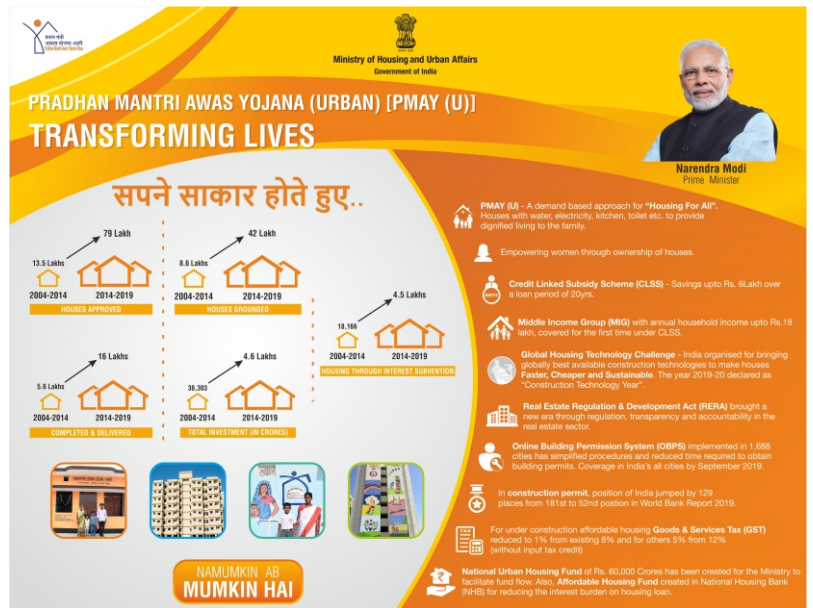 प्रधान मंत्री
आवास योजना-शहरी
Ministry of Housing and Urban Affairs
Government of India
PRADHAN MANTRI AWAS YOJANA (URBAN) [PMAY (U)]
TRANSFORMING LIVES
Narendra Modi
Prime Minister
सपने साकार होते हुए..
79 Lakh
13.5 Lakhs
2004-2014 2014-2019
HOUSES APPROVED
42 Lakh
8.6 Lakhs
2004-2014 2014-2019
HOUSES GROUNDED
4.5 Lakhs
18,166
2004-2014 2014-2019
HOUSING THROUGH INTEREST SUBVENTION
16 Lakhs
5.6 Lakhs
2004-2014 2014-2019
COMPLETED & DELIVERED
4.6 Lakhs
38,303
2004-2014 2014-2019
TOTAL INVESTMENT (IN CRORES)
NAMUMKIN AB
MUMKIN HAI
PMAY (U) - A demand based approach for “Housing For All”.
Houses with water, electricity, kitchen, toilet etc. to provide
dignified living to the family.
Empowering women through ownership of houses.
Credit Linked Subsidy Scheme (CLSS) - Savings upto Rs. 6Lakh over
a loan period of 20yrs.
Middle Income Group (MIG) with annual household income upto Rs.18
lakh, covered for the first time under CLSS.
Global Housing Technology Challenge - India organised for bringing
globally best available construction technologies to make houses
Faster, Cheaper and Sustainable. The year 2019-20 declared as
“Construction Technology Year”.
Real Estate Regulation & Development Act (RERA) brought a
new era through regulation, transparency and accountability in the
real estate sector.
Online Building Permission System (OBPS) implemented in 1,688
cities has simplified procedures and reduced time required to obtain
building permits. Coverage in India’s all cities by September 2019.
In construction permit, position of India jumped by 129
places from 181st to 52nd postion in World Bank Report 2019.
TAX
For under construction affordable housing Goods & Services Tax (GST)
reduced to 1% from existing 8% and for others 5% from 12%
(without input tax credit)
National Urban Housing Fund of Rs. 60,000 Crores has been created for the Ministry to
facilitate fund flow. Also, Affordable Housing Fund created in National Housing Bank
(NHB) for reducing the interest burden on housing loan.